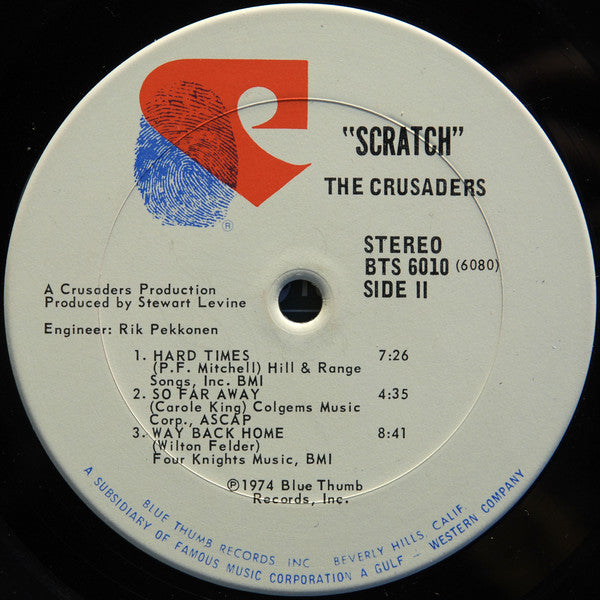 "SCRATCH"
THE CRUSADERS
STEREO
BTS 6010 (6080)
SIDE II
®
A Crusaders Production
Produced by Stewart Levine
Engineer: Rik Pekkonen
1. HARD TIMES 7:26
(P.F. Mitchell) Hill & Range
Songs, Inc. BMI
2. SO FAR AWAY 4:35
(Carole King) Colgems Music
Corp., ASCAP
3. WAY BACK HOME 8:41
(Wilton Felder)
Four Knights Music, BMI
℗1974 Blue Thumb
Records, Inc.
BLUE THUMB RECORDS INC BEVERLY HILLS, CALIF
A SUBSIDIARY OF FAMOUS MUSIC CORPORATION A GULF - WESTERN COMPANY